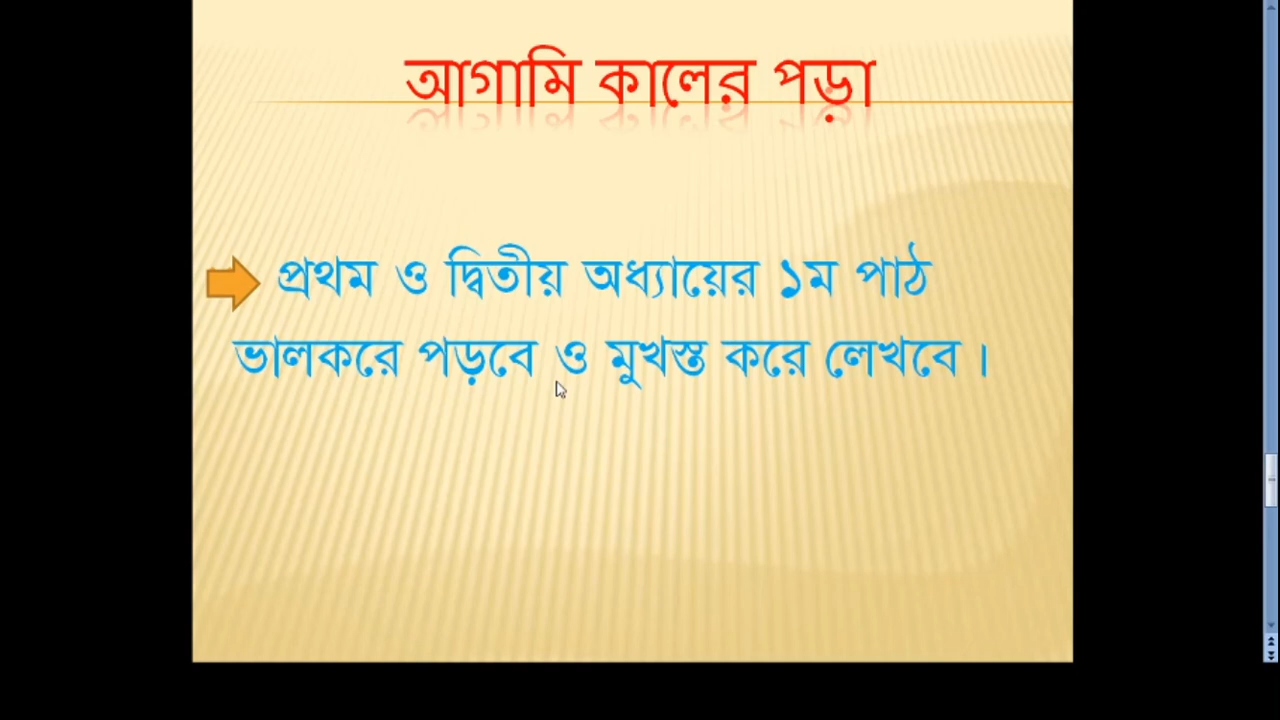 আগামি কালের পড়া
প্রথম ও দ্বিতীয় অধ্যায়ের ১ম পাঠ
ভালকরে পড়বে ও মুখস্ত করে লেখবে।